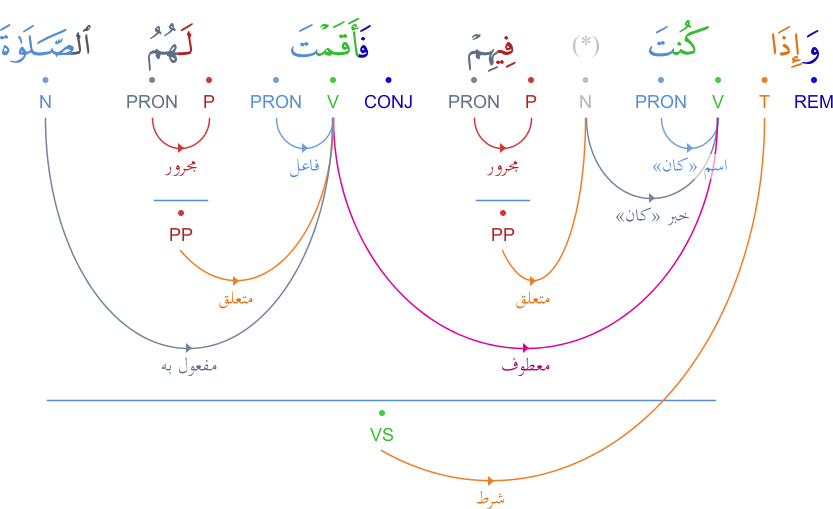 وَإِذَا كُنتَ (*) فِيهِمْ فَأَقَمْتَ لَهُمُ ٱلصَّلَوٰةَ
REM T V PRON N P PRON CONJ V PRON P PRON N
اسم «كان» مجرور فاعل مجرور
خبر «كان»
PP PP
متعلق متعلق
معطوف مفعول به
VS
شرط